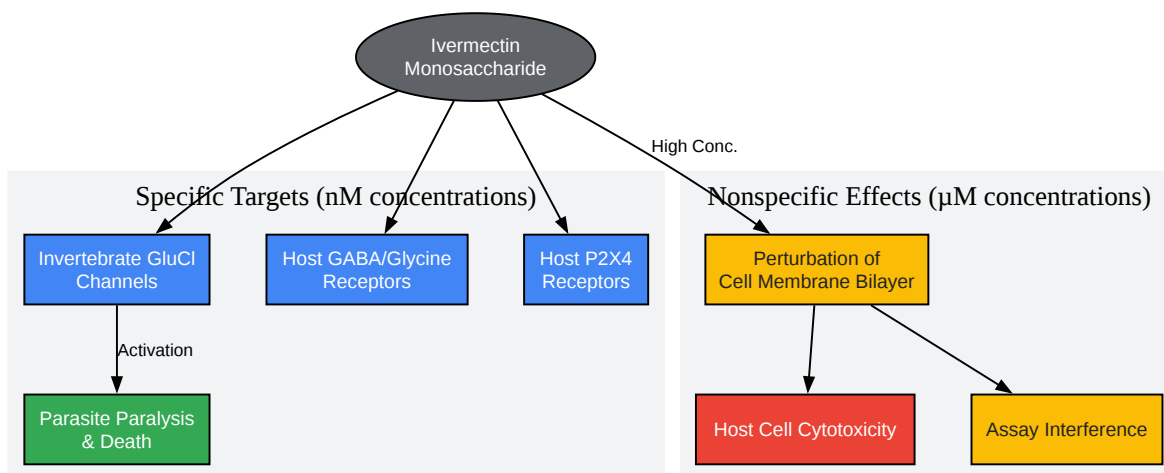 Ivermectin
Monosaccharide
High Conc.
Specific Targets (nM concentrations)
Nonspecific Effects (µM concentrations)
Invertebrate GluCl
Channels
Host GABA/Glycine
Receptors
Host P2X4
Receptors
Perturbation of
Cell Membrane Bilayer
Activation
Parasite Paralysis
& Death
Host Cell Cytotoxicity
Assay Interference